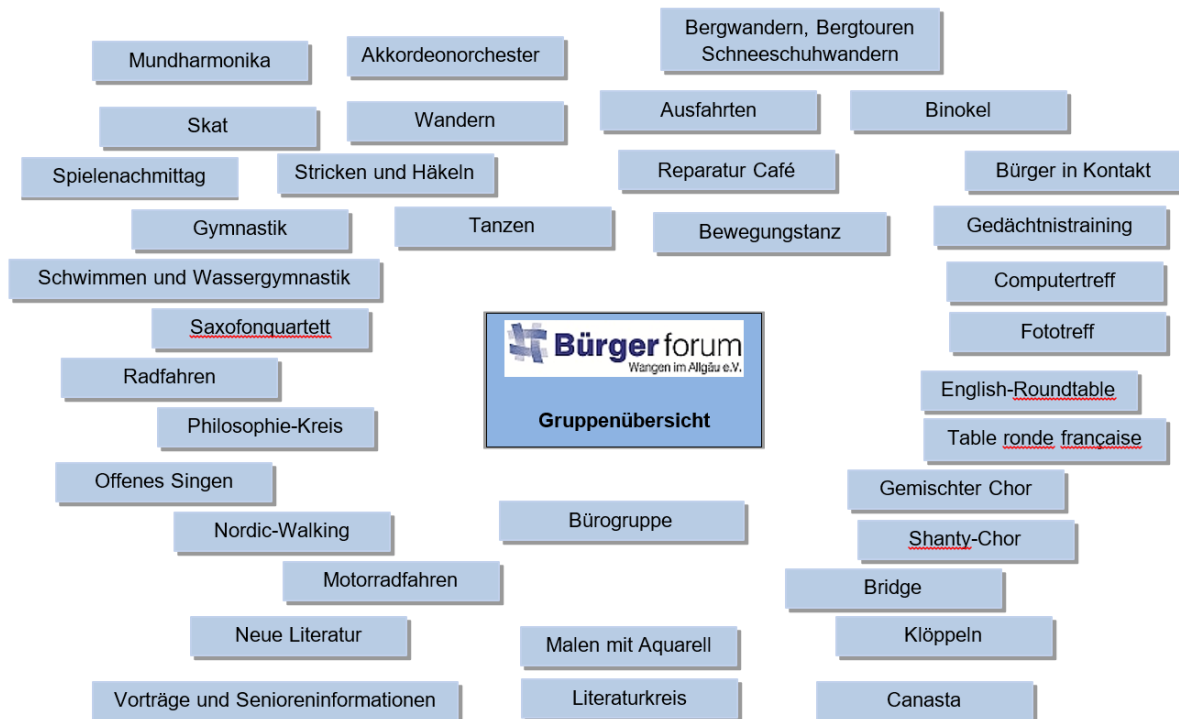 Bergwandern, Bergtouren
Schneeschuhwandern
Mundharmonika
Akkordeonorchester
Skat
Wandern
Ausfahrten
Binokel
Spielenachmittag
Stricken und Häkeln
Reparatur Café
Bürger in Kontakt
Gymnastik
Tanzen
Bewegungstanz
Gedächtnistraining
Schwimmen und Wassergymnastik
Computertreff
Saxofonquartett
Bürgerforum
Wangen im Allgäu e.V.
Gruppenübersicht
Fototreff
Radfahren
English-Roundtable
Philosophie-Kreis
Table ronde française
Offenes Singen
Gemischter Chor
Nordic-Walking
Bürogruppe
Shanty-Chor
Motorradfahren
Bridge
Neue Literatur
Malen mit Aquarell
Klöppeln
Vorträge und Senioreninformationen
Literaturkreis
Canasta